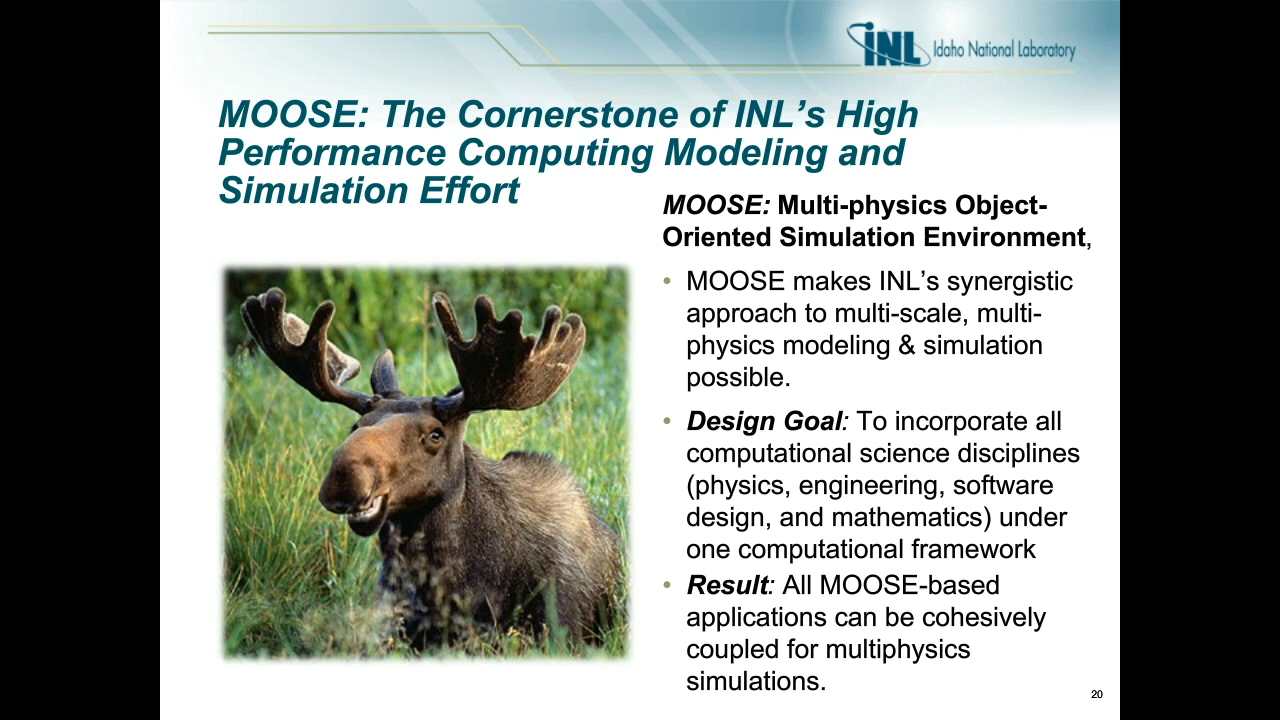 INL Idaho National Laboratory
MOOSE: The Cornerstone of INL’s High
Performance Computing Modeling and
Simulation Effort
MOOSE: Multi-physics Object-
Oriented Simulation Environment,
• MOOSE makes INL’s synergistic
approach to multi-scale, multi-
physics modeling & simulation
possible.
• Design Goal: To incorporate all
computational science disciplines
(physics, engineering, software
design, and mathematics) under
one computational framework
• Result: All MOOSE-based
applications can be cohesively
coupled for multiphysics
simulations.
20